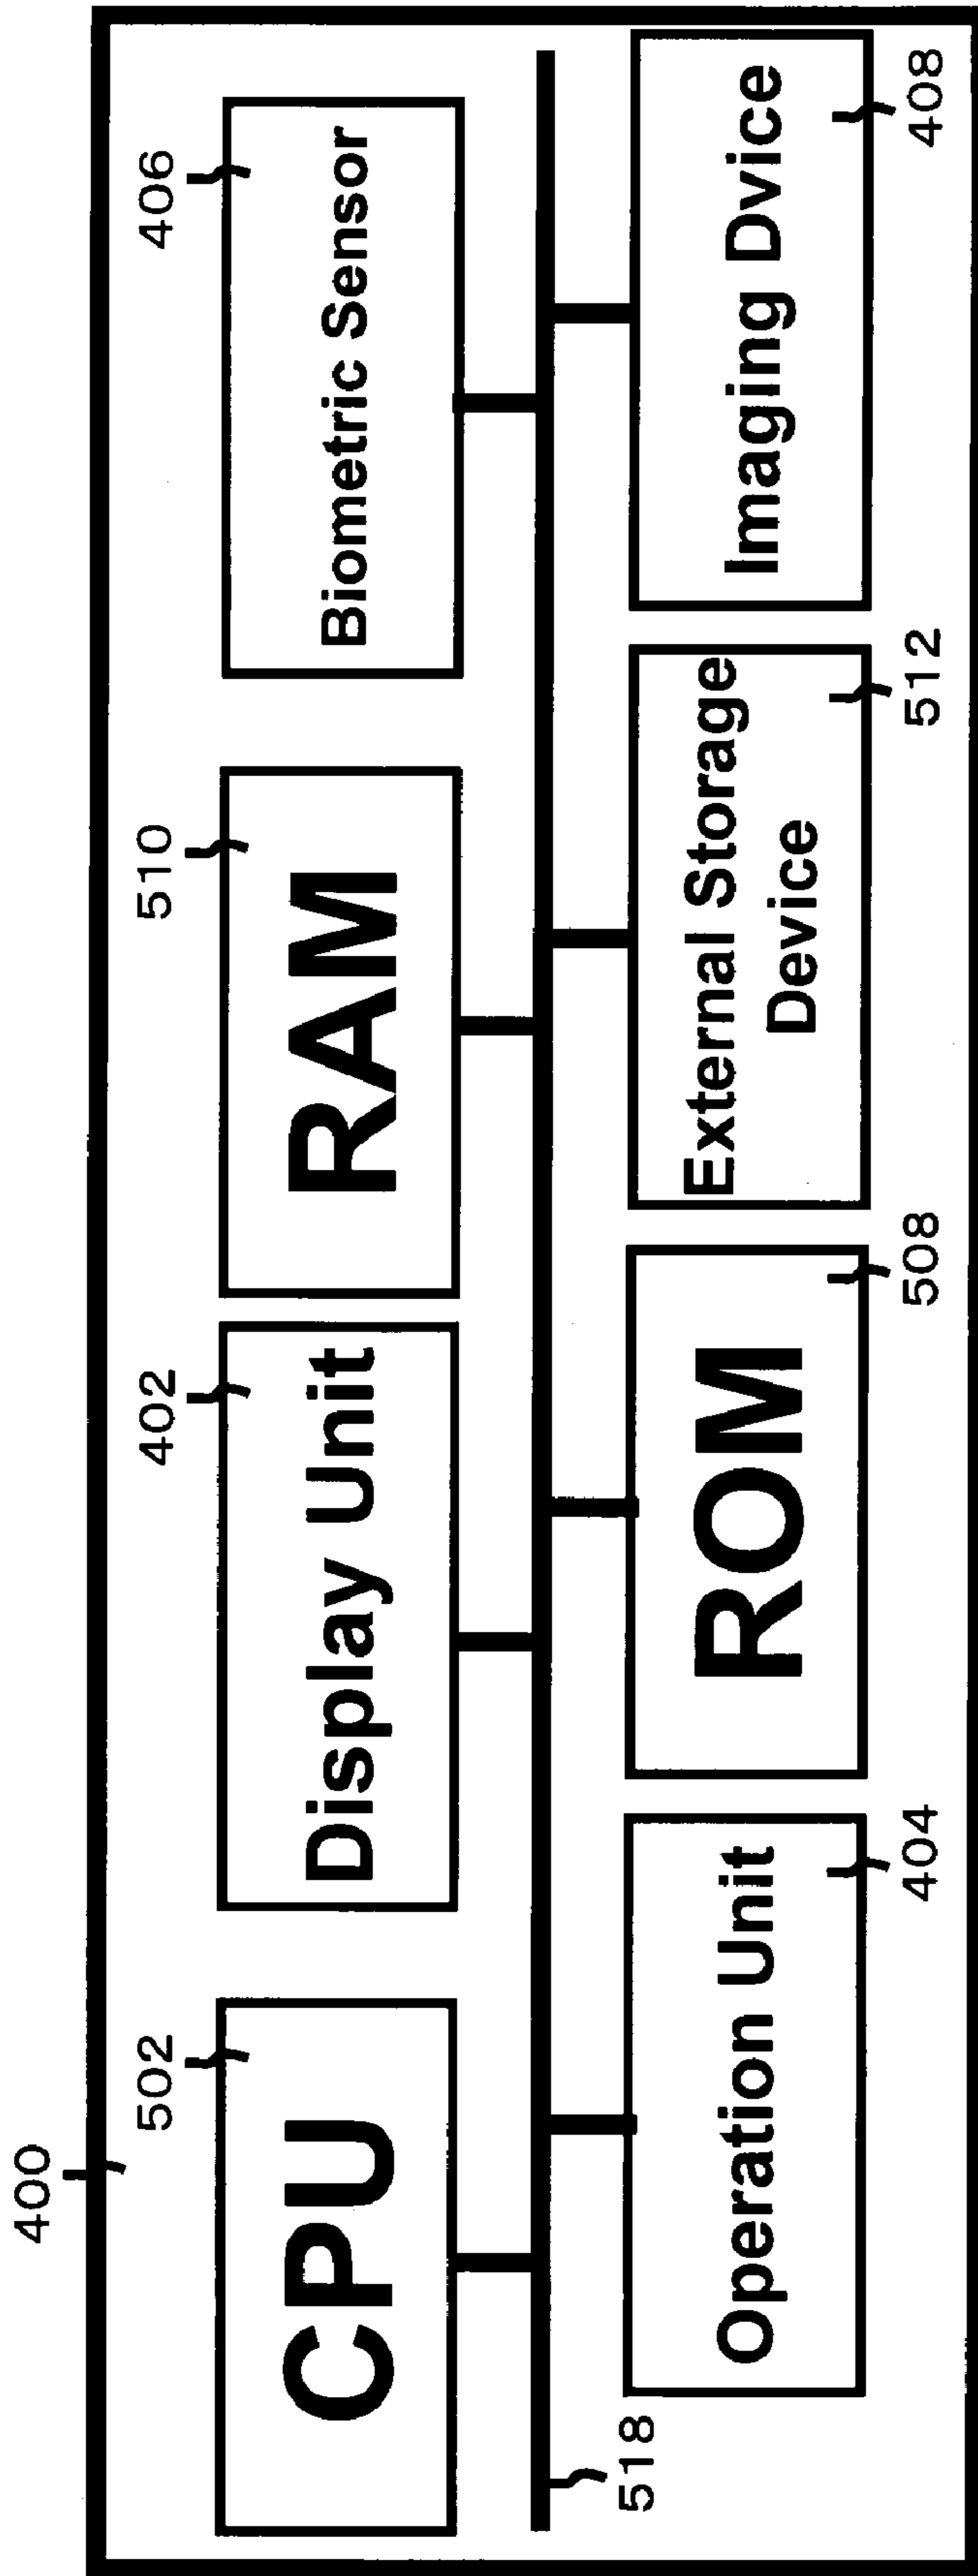 400
502
402
510
406
CPU
Display Unit
RAM
Biometric Sensor
518
Operation Unit
ROM
External Storage
Device
Imaging Dvice
404
508
512
408